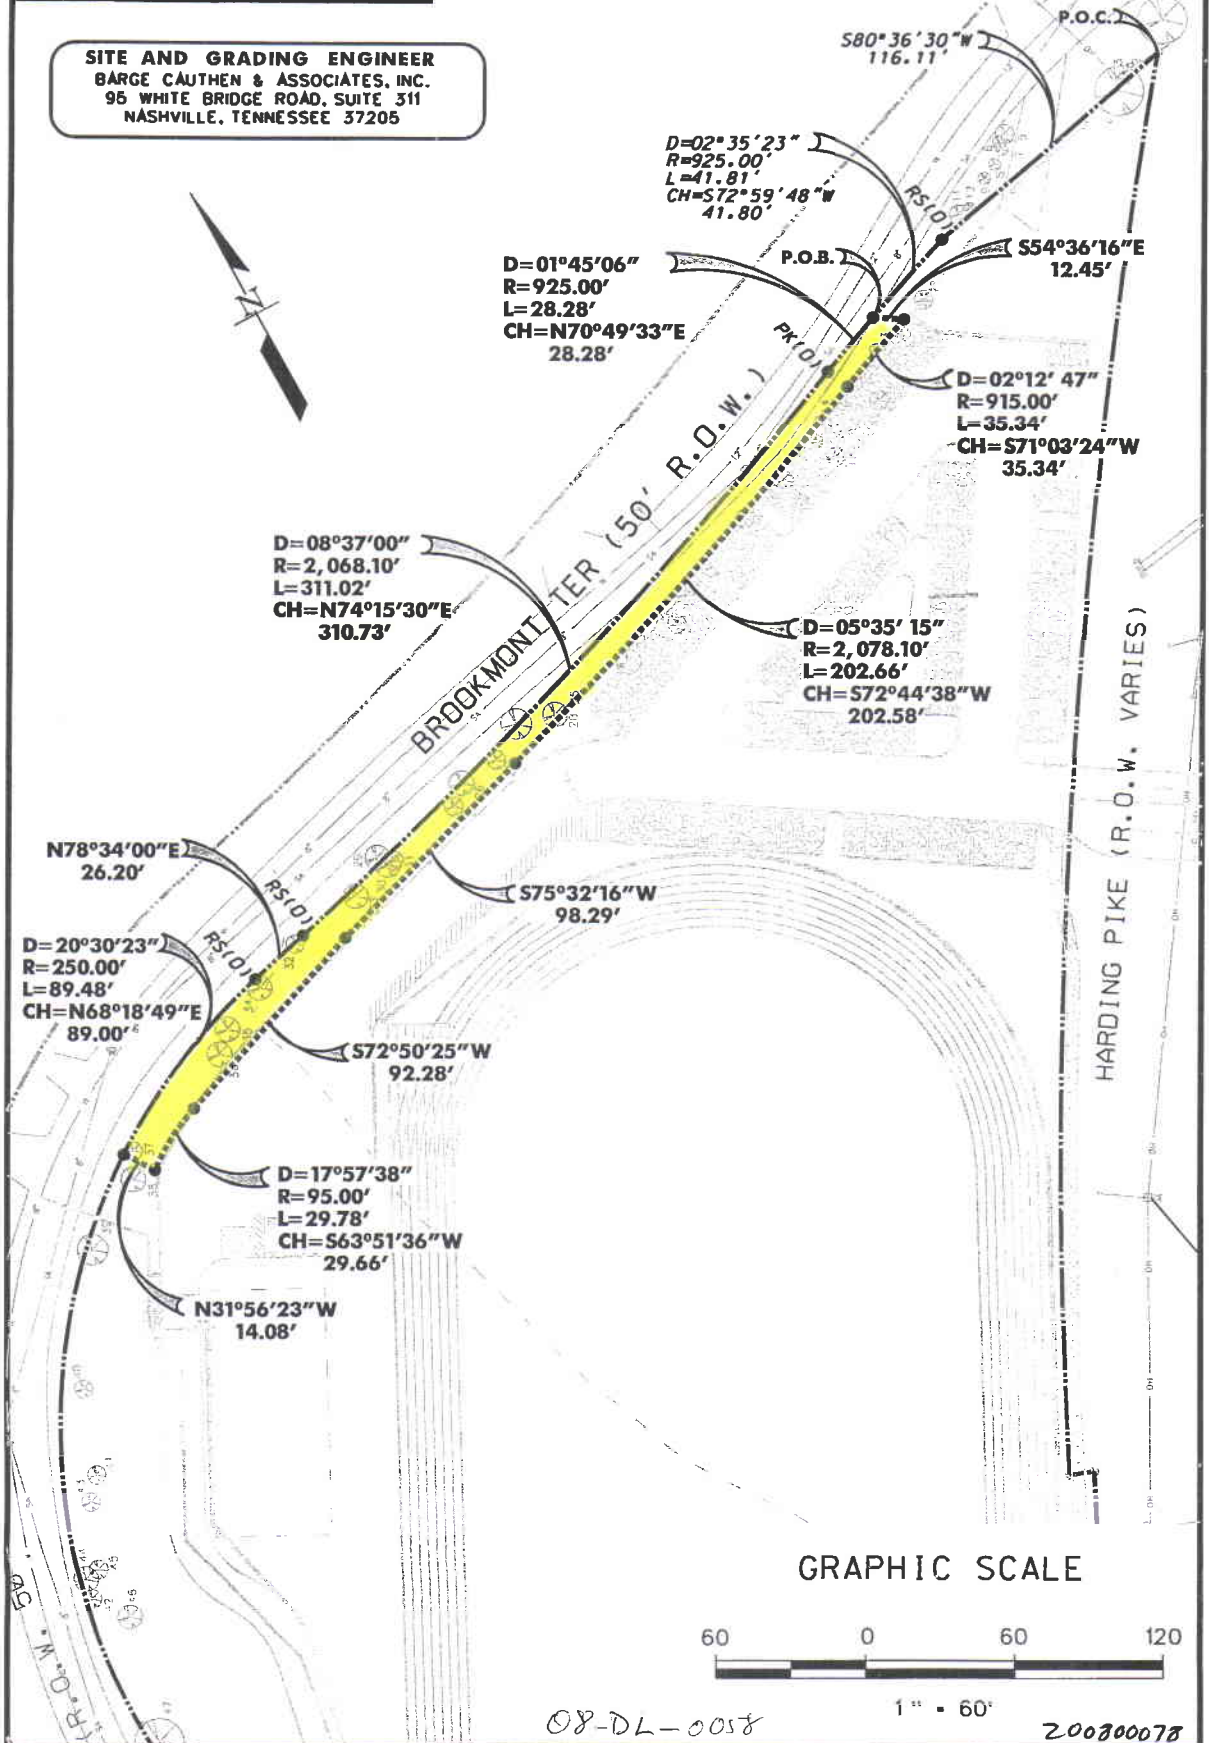 SITE AND GRADING ENGINEER
BARGE CAUTHEN & ASSOCIATES, INC.
95 WHITE BRIDGE ROAD, SUITE 311
NASHVILLE, TENNESSEE 37205
P.O.C.
S80°36'30"W
116.11'
D=02°35'23"
R=925.00'
L=41.81'
CH=S72°59'48"W
41.80'
RS(O)
P.O.B.
S54°36'16"E
12.45'
D=01°45'06"
R=925.00'
L=28.28'
CH=N70°49'33"E
28.28'
PK(O)
D=02°12'47"
R=915.00'
L=35.34'
CH=S71°03'24"W
35.34'
BROOKMONT TER (50' R.O.W.)
D=08°37'00"
R=2,068.10'
L=311.02'
CH=N74°15'30"E
310.73'
D=05°35'15"
R=2,078.10'
L=202.66'
CH=S72°44'38"W
202.58'
HARDING PIKE (R.O.W. VARIES)
N78°34'00"E
26.20'
RS(O)
S75°32'16"W
98.29'
RS(O)
D=20°30'23"
R=250.00'
L=89.48'
CH=N68°18'49"E
89.00'
S72°50'25"W
92.28'
D=17°57'38"
R=95.00'
L=29.78'
CH=S63°51'36"W
29.66'
N31°56'23"W
14.08'
(R.O.W.
GRAPHIC SCALE
60 0 60 120
1" = 60'
08-DL-0058
200800078